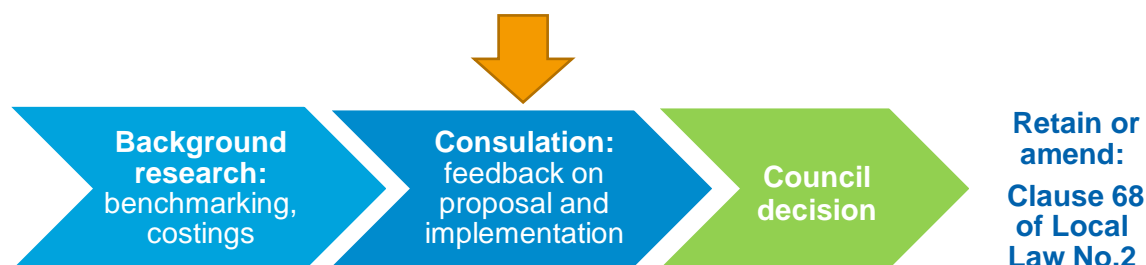 Background
research:
benchmarking,
costings
Consulation:
feedback on
proposal and
implementation
Council
decision
Retain or
amend:
Clause 68
of Local
Law No.2